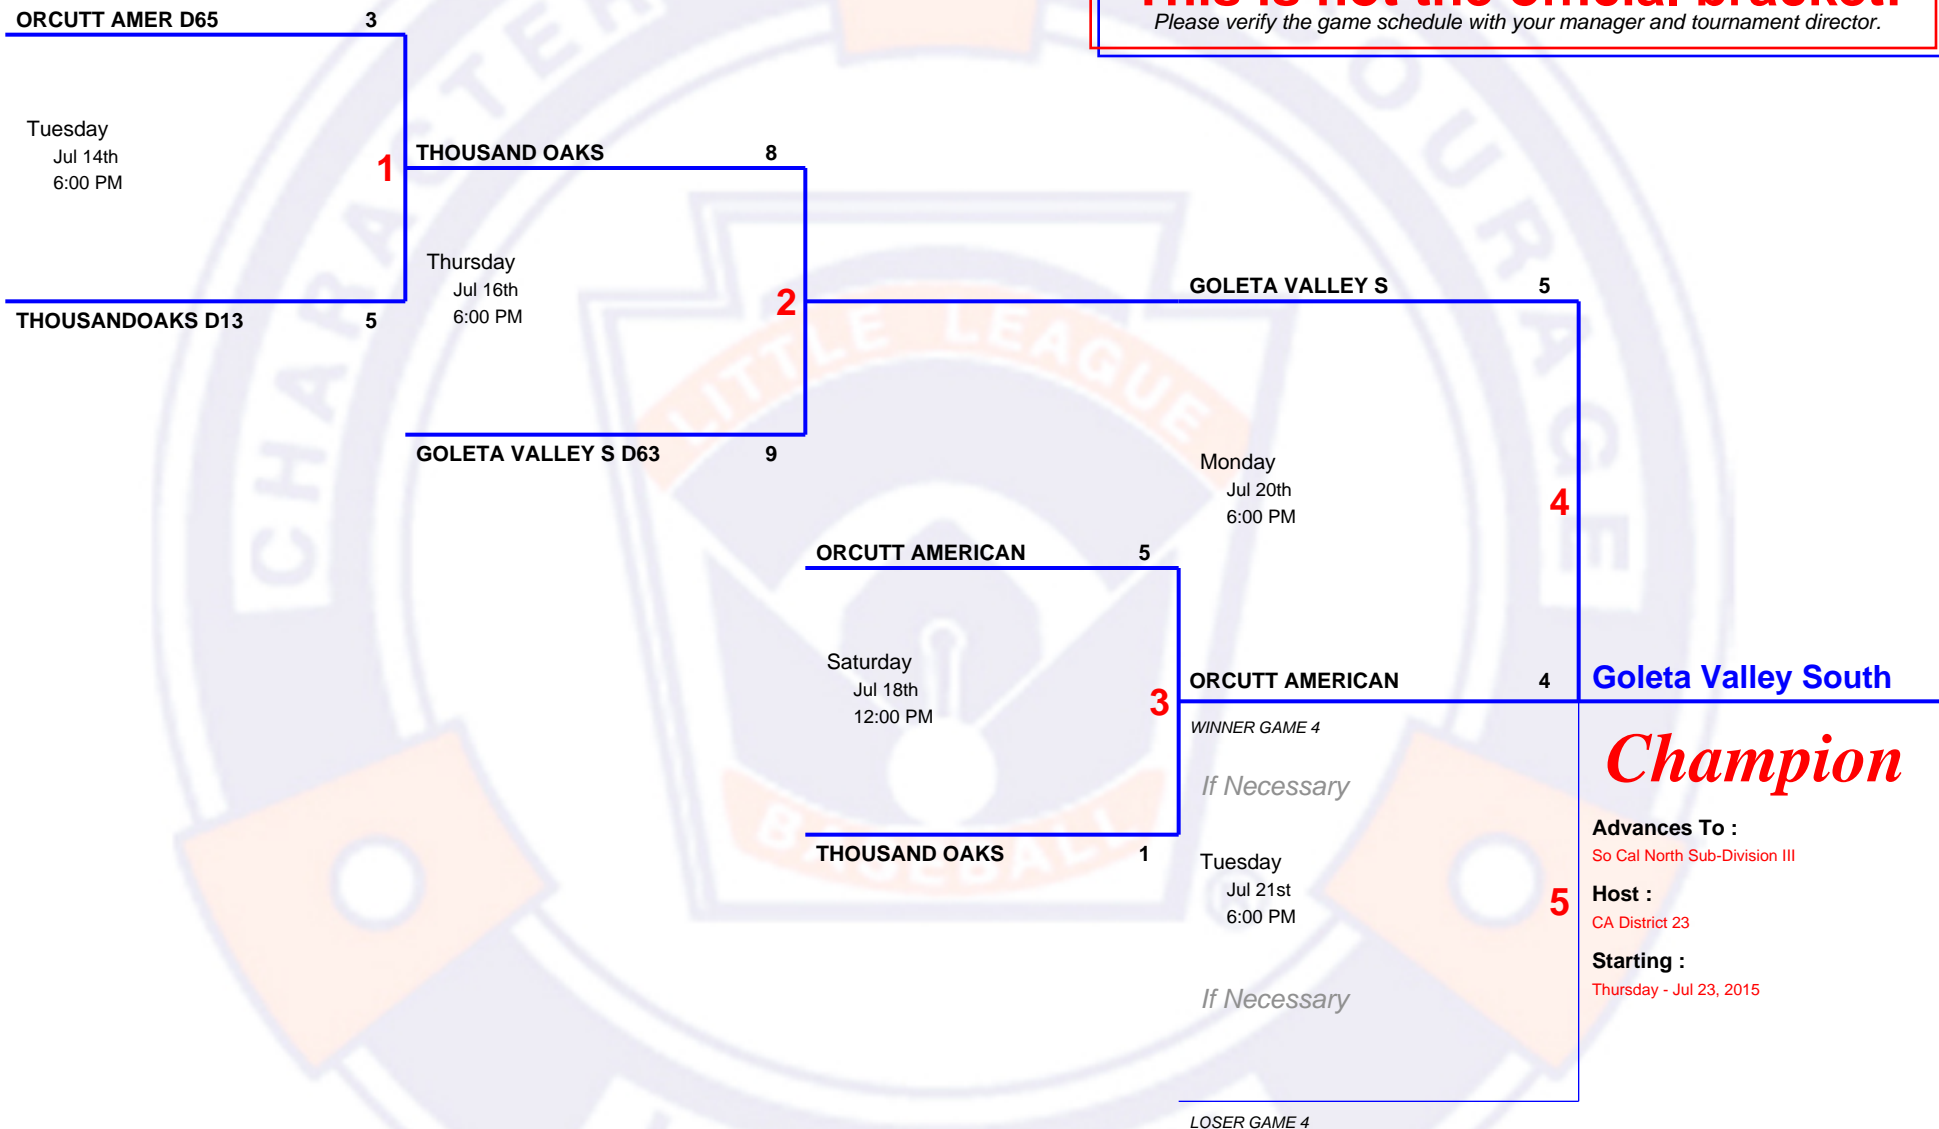 This is not the official bracket!
Please verify the game schedule with your manager and tournament director.
ORCUTT AMER D65 3
Tuesday
Jul 14th
6:00 PM
1
THOUSANDOAKS D13 5
THOUSAND OAKS 8
Thursday
Jul 16th
6:00 PM
2
GOLETA VALLEY S D63 9
ORCUTT AMERICAN 5
Saturday
Jul 18th
12:00 PM
3
THOUSAND OAKS 1
GOLETA VALLEY S 5
Monday
Jul 20th
6:00 PM
4
ORCUTT AMERICAN 4
WINNER GAME 4
If Necessary
Tuesday
Jul 21st
6:00 PM
5
If Necessary
LOSER GAME 4
Goleta Valley South
Champion
Advances To :
So Cal North Sub-Division III
Host :
CA District 23
Starting :
Thursday - Jul 23, 2015
CHARACTER
COURAGE
LITTLE LEAGUE
BASEBALL
®